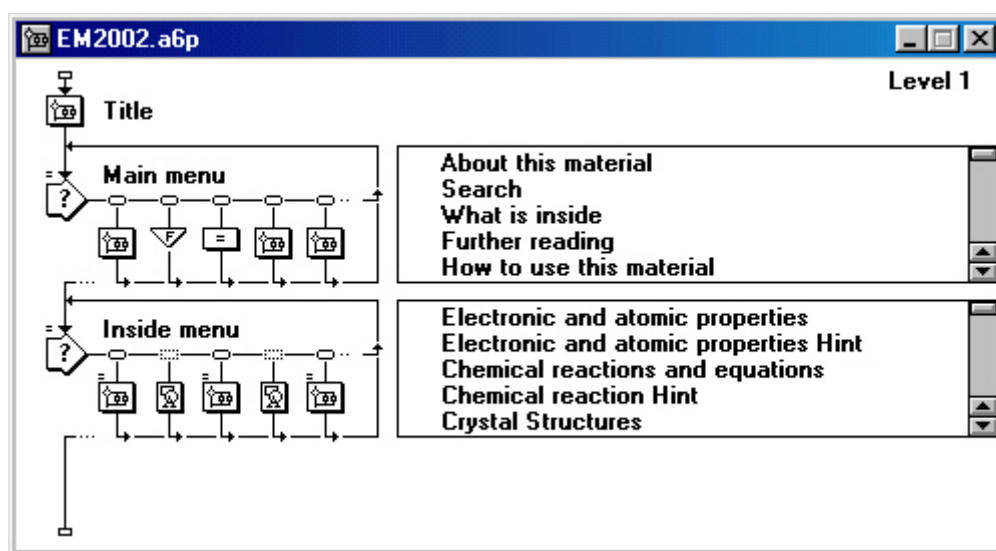 EM2002.a6p
Level 1
Title
Main menu
About this material
Search
What is inside
Further reading
How to use this material
= ?
F
=
Inside menu
Electronic and atomic properties
Electronic and atomic properties Hint
Chemical reactions and equations
Chemical reaction Hint
Crystal Structures
= ?
= = =